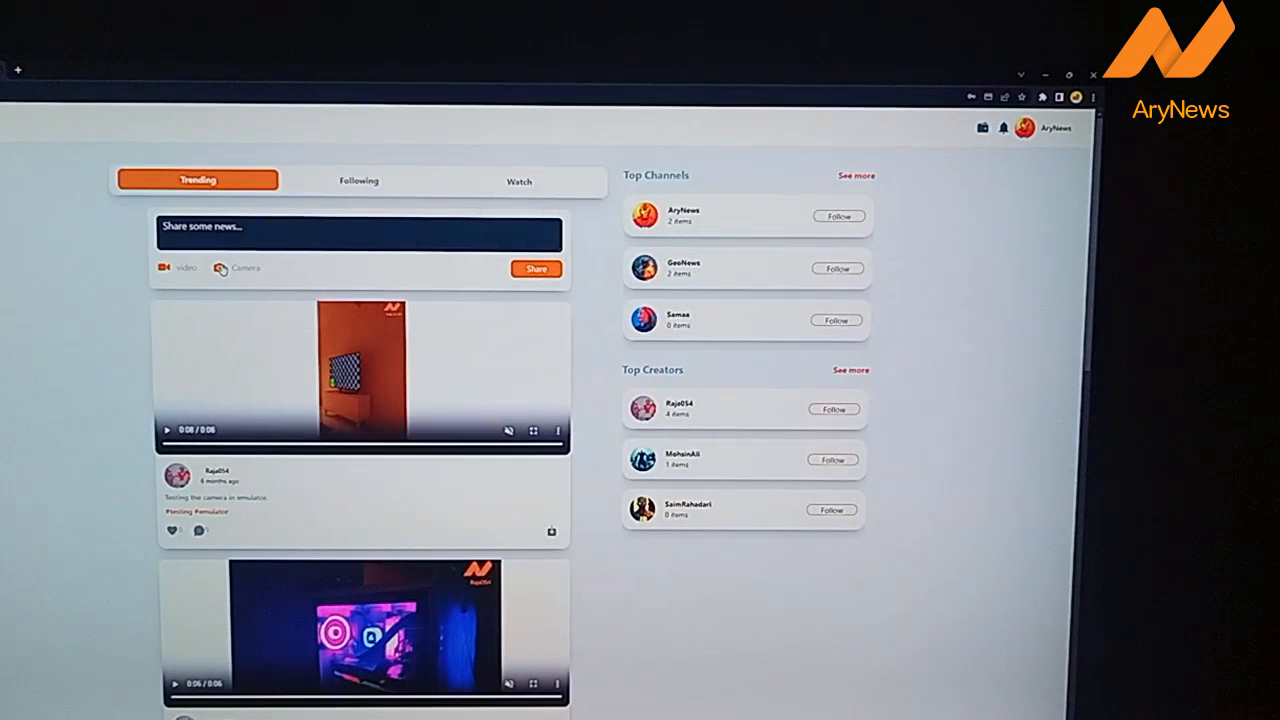 AryNews
AryNews
Trending
Following
Watch
Share some news...
video
Camera
Share
0:08 / 0:08
Raja054
6 months ago
Testing the camera in emulator.
#testing #emulator
Raja054
0:06 / 0:06
Top Channels
See more
AryNews
2 items
Follow
GeoNews
2 items
Follow
Samaa
0 items
Follow
Top Creators
See more
Raja054
4 items
Follow
MohsinAli
1 items
Follow
SaimRahadari
0 items
Follow